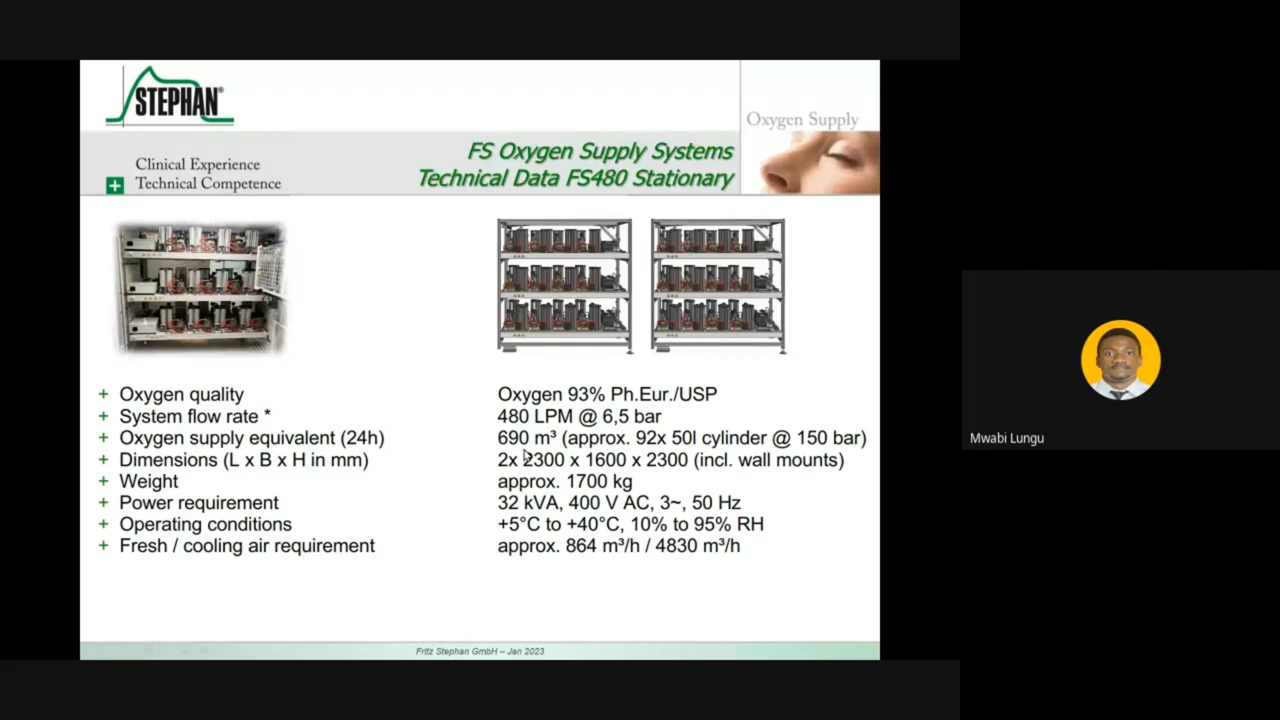 STEPHAN®
Oxygen Supply
Clinical Experience
Technical Competence
FS Oxygen Supply Systems
Technical Data FS480 Stationary
+ Oxygen quality Oxygen 93% Ph.Eur./USP
+ System flow rate * 480 LPM @ 6,5 bar
+ Oxygen supply equivalent (24h) 690 m³ (approx. 92x 50l cylinder @ 150 bar)
+ Dimensions (L x B x H in mm) 2x 2300 x 1600 x 2300 (incl. wall mounts)
+ Weight approx. 1700 kg
+ Power requirement 32 kVA, 400 V AC, 3~, 50 Hz
+ Operating conditions +5°C to +40°C, 10% to 95% RH
+ Fresh / cooling air requirement approx. 864 m³/h / 4830 m³/h
Fritz Stephan GmbH – Jan 2023
Mwabi Lungu